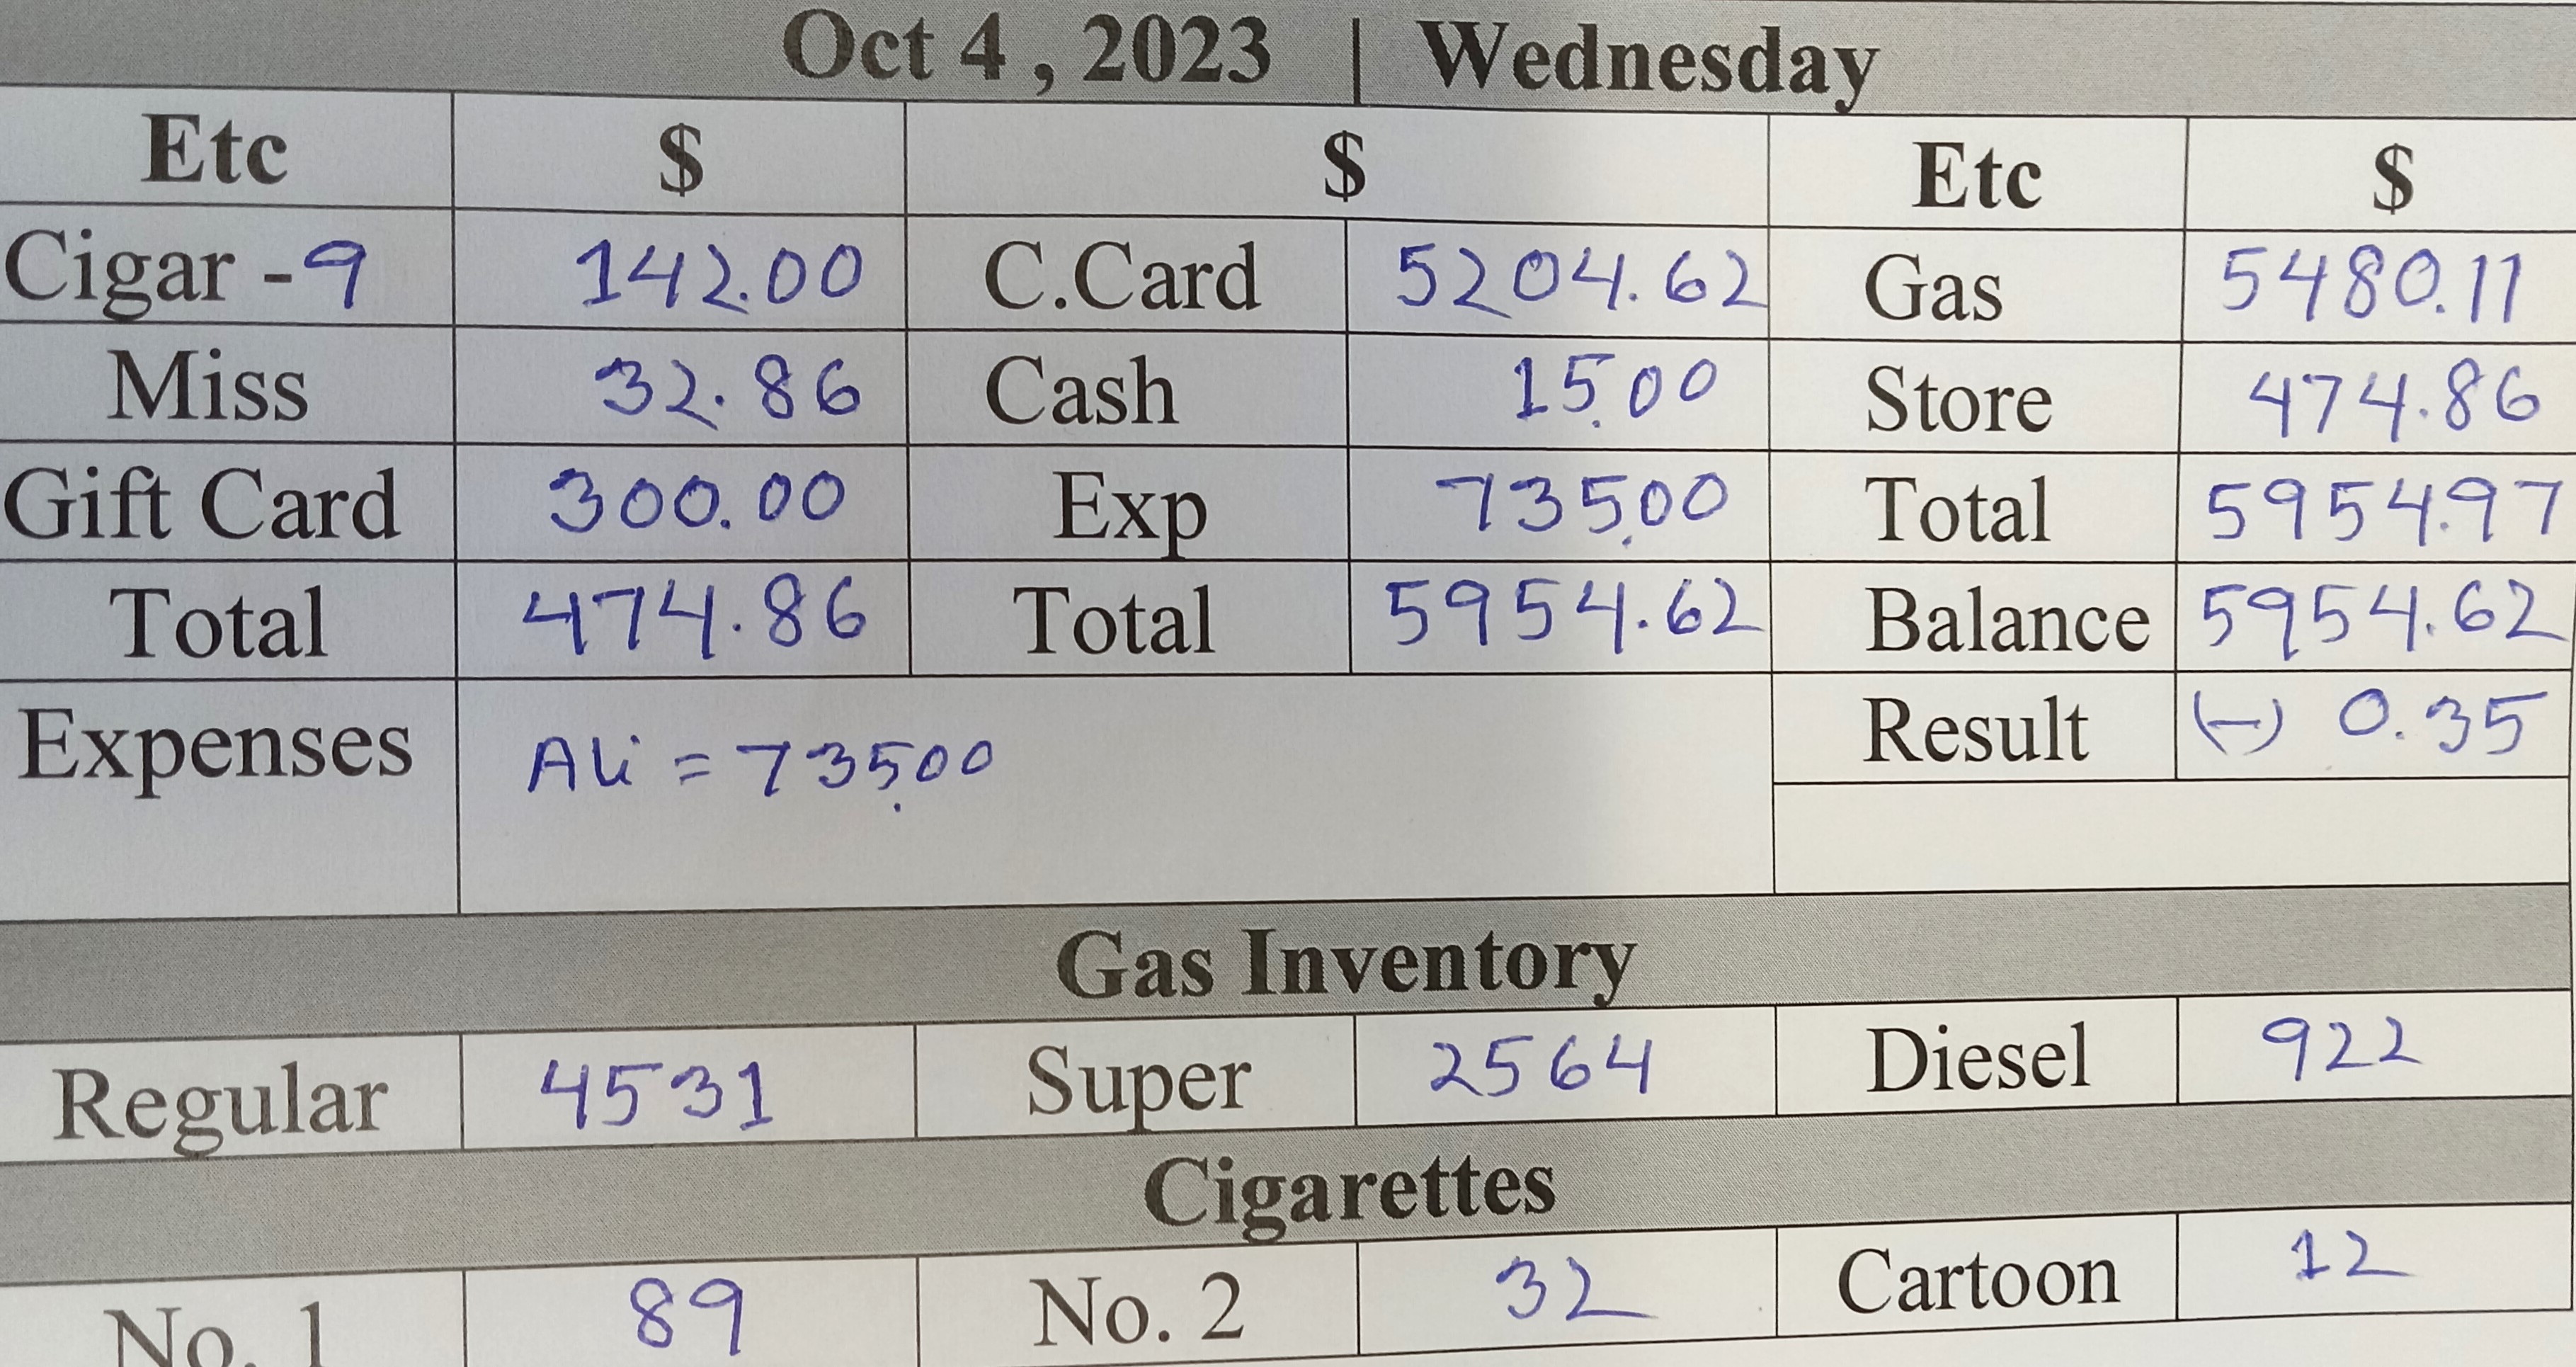 Oct 4 , 2023 | Wednesday
Etc $ $ Etc $
Cigar - 9 142.00 C.Card 5204.62 Gas 5480.11
Miss 32.86 Cash 15.00 Store 474.86
Gift Card 300.00 Exp 735.00 Total 5954.97
Total 474.86 Total 5954.62 Balance 5954.62
Expenses Ali = 735.00 Result (-) 0.35
Gas Inventory
Regular 4531 Super 2564 Diesel 922
Cigarettes
No. 1 89 No. 2 32 Cartoon 12